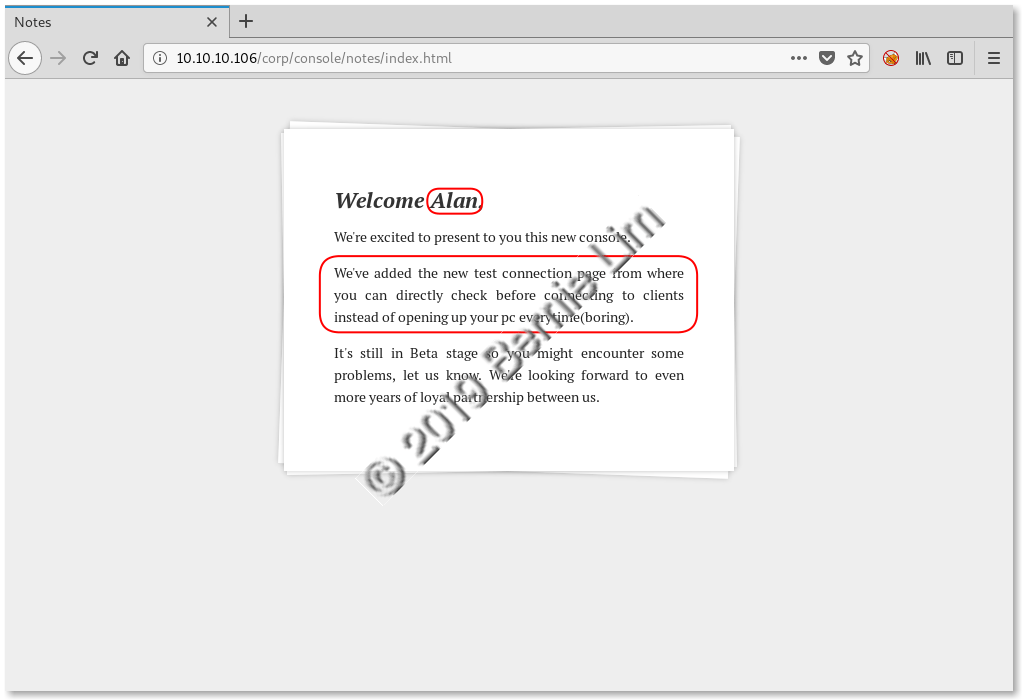 Notes
10.10.10.106/corp/console/notes/index.html
Welcome Alan,
We're excited to present to you this new console.
We've added the new test connection page from where
you can directly check before connecting to clients
instead of opening up your pc everytime(boring).
It's still in Beta stage so you might encounter some
problems, let us know. We're looking forward to even
more years of loyal partnership between us.
© 2019 Bernie Lim